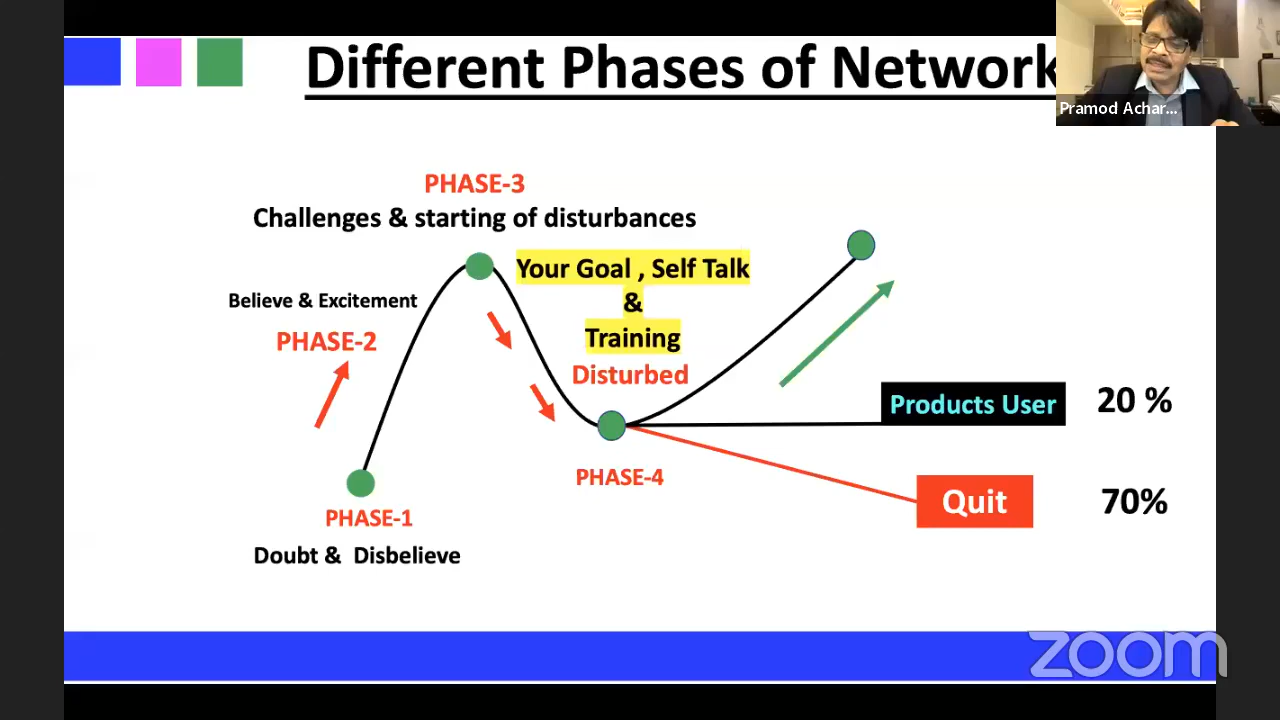 Different Phases of Network
Pramod Achar...
PHASE-3
Challenges & starting of disturbances
Your Goal , Self Talk
&
Training
Disturbed
Believe & Excitement
PHASE-2
Products User 20 %
PHASE-4
Quit 70%
PHASE-1
Doubt & Disbelieve
zoom